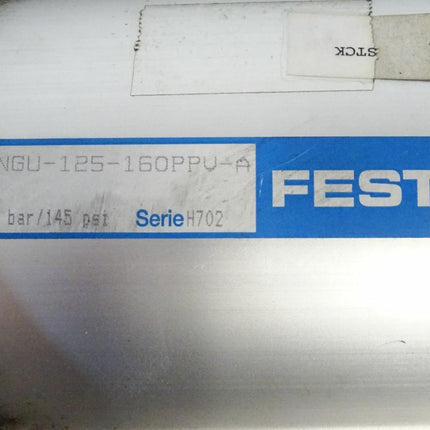 STCK
NGU-125-160PPV-A
bar/145 psi Serie H702
FEST